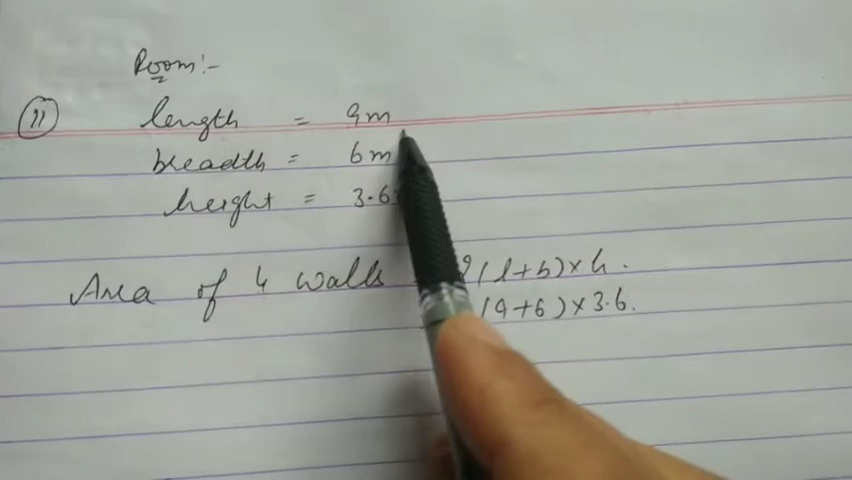 Room:-
(11) length = 9m
breadth = 6m
height = 3.6
Area of 4 walls 2(l+b)×h.
(9+6)×3.6.